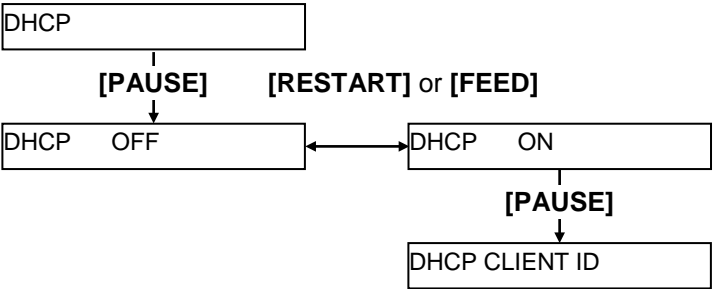 DHCP
[PAUSE] [RESTART] or [FEED]
DHCP OFF DHCP ON
[PAUSE]
DHCP CLIENT ID